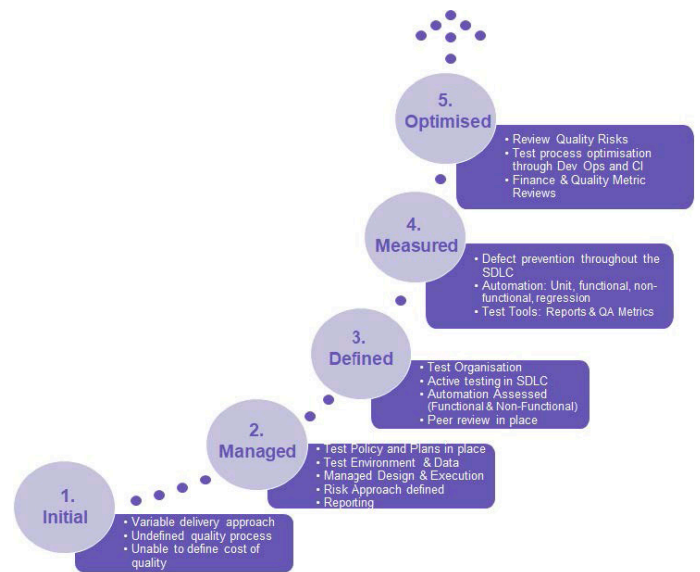 5.
Optimised
• Review Quality Risks
• Test process optimisation
through Dev Ops and CI
• Finance & Quality Metric
Reviews
4.
Measured
• Defect prevention throughout the
SDLC
• Automation: Unit, functional, non-
functional, regression
• Test Tools: Reports & QA Metrics
3.
Defined
• Test Organisation
• Active testing in SDLC
• Automation Assessed
(Functional & Non-Functional)
• Peer review in place
2.
Managed
• Test Policy and Plans in place
• Test Environment & Data
• Managed Design & Execution
• Risk Approach defined
• Reporting
1.
Initial
• Variable delivery approach
• Undefined quality process
• Unable to define cost of
quality